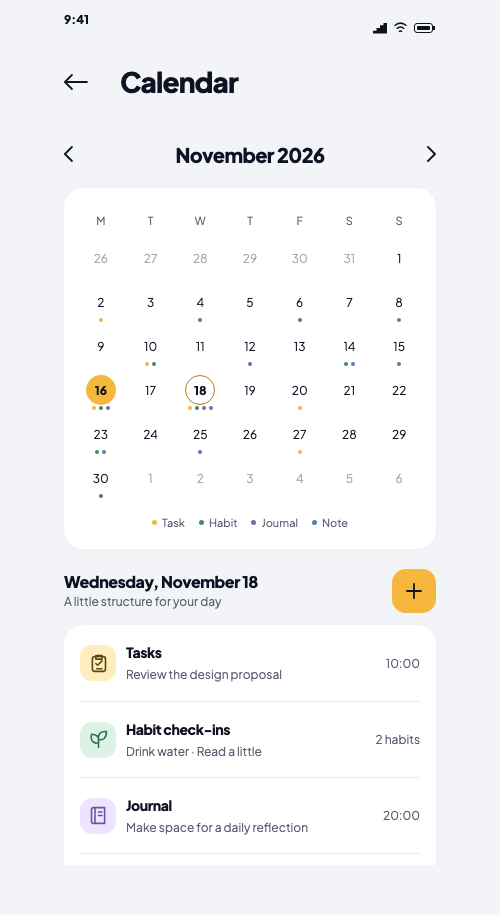 9:41
Calendar
November 2026
M T W T F S S
26 27 28 29 30 31 1
2 3 4 5 6 7 8
9 10 11 12 13 14 15
16 17 18 19 20 21 22
23 24 25 26 27 28 29
30 1 2 3 4 5 6
Task Habit Journal Note
Wednesday, November 18
A little structure for your day
Tasks
Review the design proposal
10:00
Habit check-ins
Drink water · Read a little
2 habits
Journal
Make space for a daily reflection
20:00